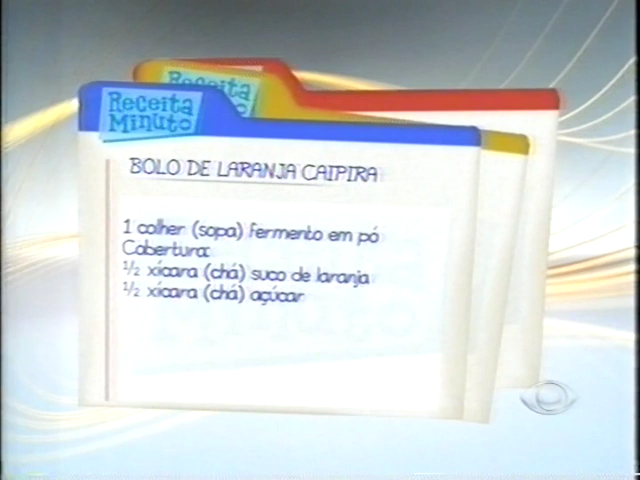 Receita
Receita
Minuto
BOLO DE LARANJA CAIPIRA
1 colher (sopa) fermento em pó
Cobertura:
½ xícara (chá) suco de laranja
½ xícara (chá) açúcar